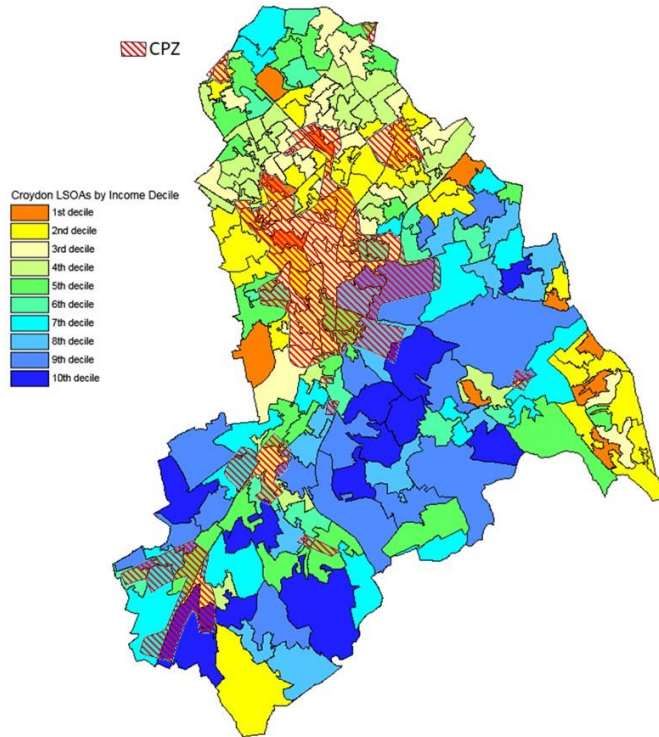 CPZ
Croydon LSOAs by Income Decile
1st decile
2nd decile
3rd decile
4th decile
5th decile
6th decile
7th decile
8th decile
9th decile
10th decile